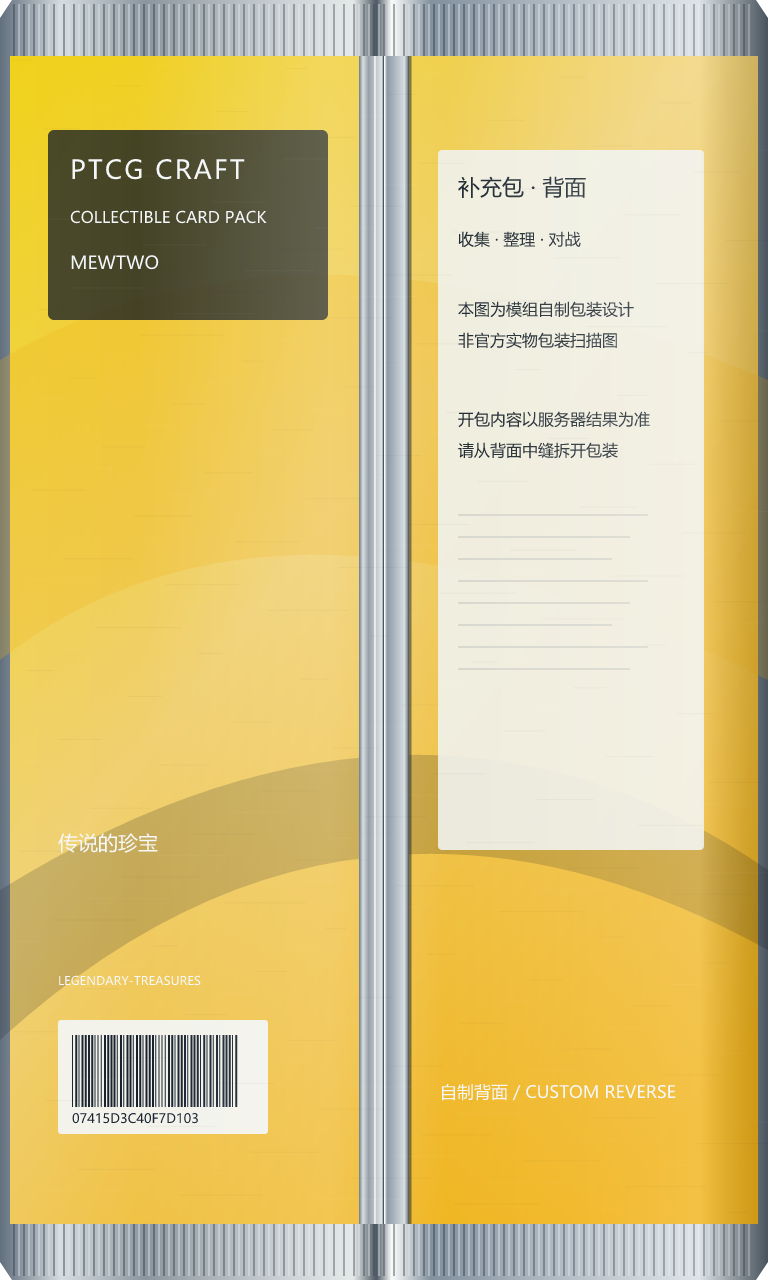 PTCG CRAFT
COLLECTIBLE CARD PACK
MEWTWO
传说的珍宝
LEGENDARY-TREASURES
07415D3C40F7D103
补充包 · 背面
收集 · 整理 · 对战
本图为模组自制包装设计
非官方实物包装扫描图
开包内容以服务器结果为准
请从背面中缝拆开包装
自制背面 / CUSTOM REVERSE